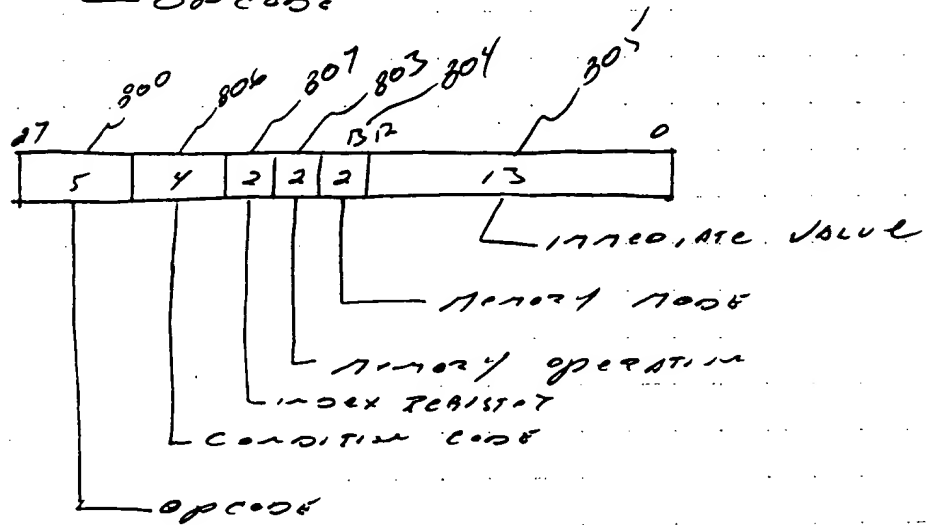 OPCODE
800 806 807 803 804 305
27 13 12 0
5 4 2 2 2 13
IMMEDIATE VALUE
MEMORY MODE
MEMORY OPERATION
INDEX REGISTER
CONDITION CODE
OPCODE